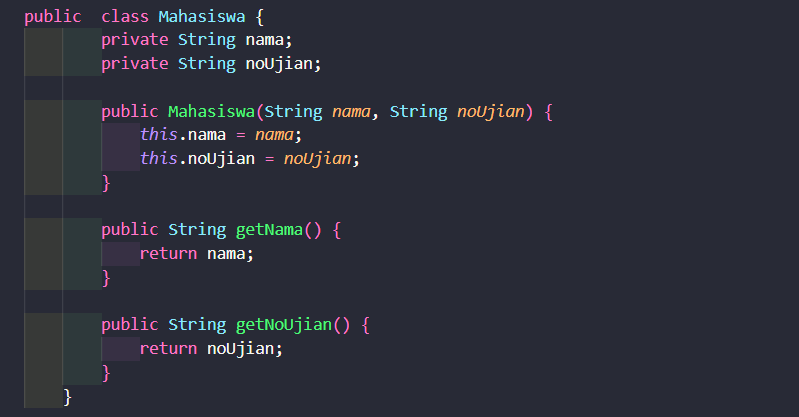 public  class Mahasiswa {
        private String nama;
        private String noUjian;

        public Mahasiswa(String nama, String noUjian) {
            this.nama = nama;
            this.noUjian = noUjian;
        }

        public String getNama() {
            return nama;
        }

        public String getNoUjian() {
            return noUjian;
        }
    }